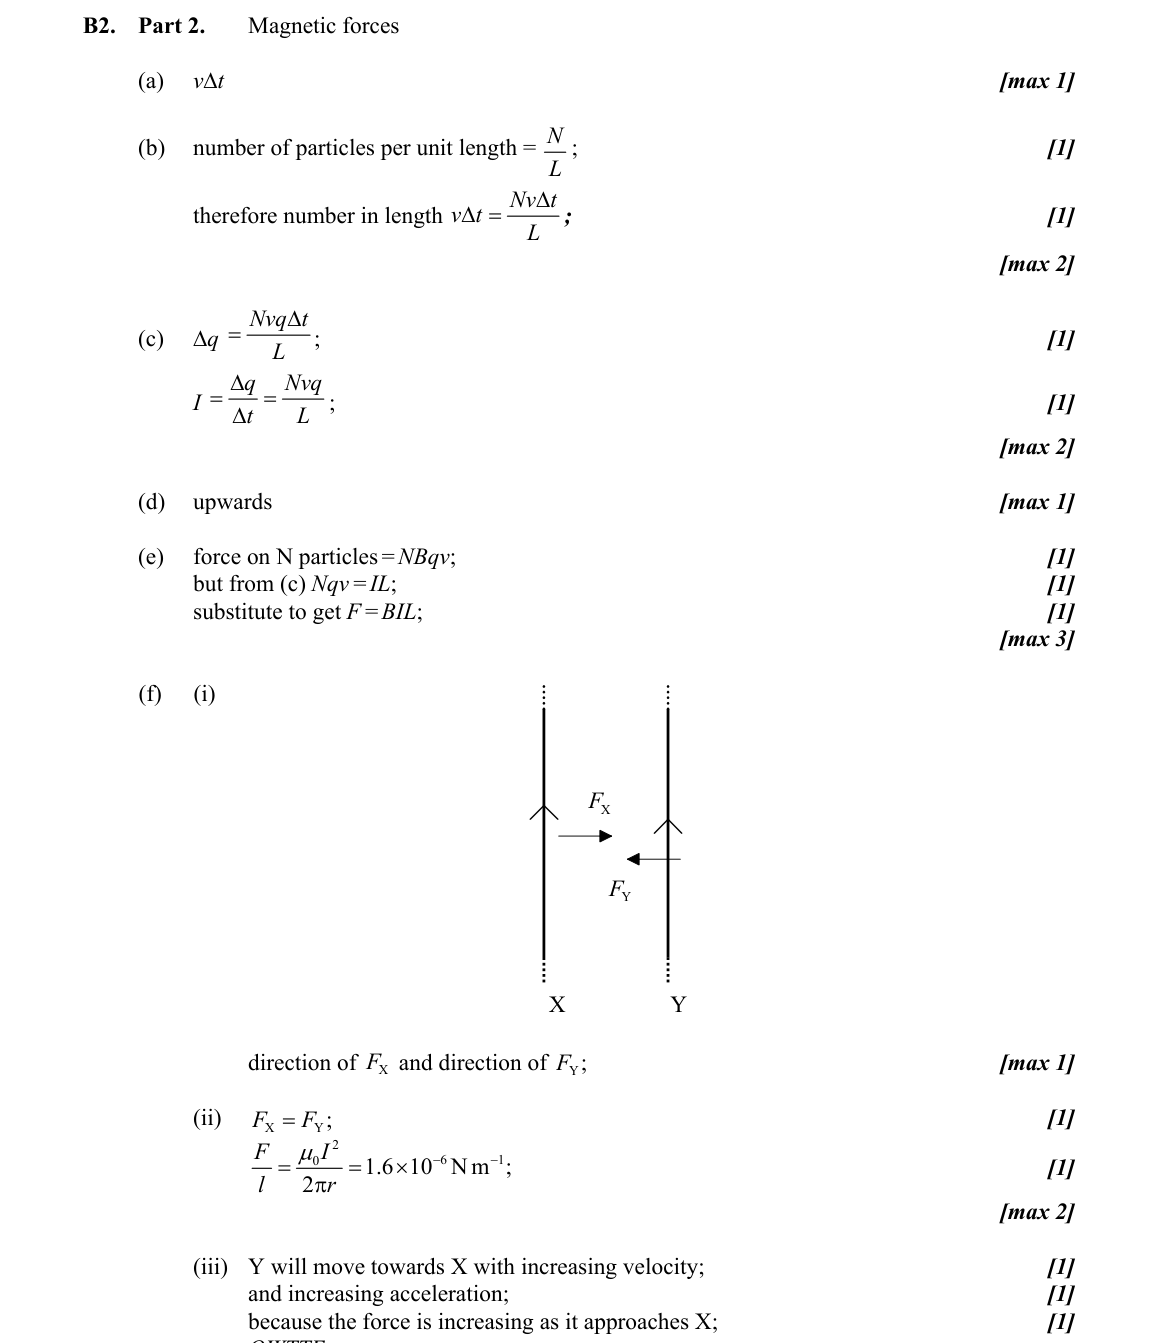 B2. Part 2. Magnetic forces
(a) vΔt [max 1]
(b) number of particles per unit length = N/L ; [1]
therefore number in length vΔt = NvΔt/L ; [1]
[max 2]
(c) Δq = NvqΔt/L ; [1]
I = Δq/Δt = Nvq/L ; [1]
[max 2]
(d) upwards [max 1]
(e) force on N particles = NBqv; [1]
but from (c) Nqv = IL; [1]
substitute to get F = BIL; [1]
[max 3]
(f) (i)
F_X
F_Y
X Y
direction of F_X and direction of F_Y; [max 1]
(ii) F_X = F_Y; [1]
F/l = μ₀I²/2πr = 1.6×10⁻⁶ N m⁻¹; [1]
[max 2]
(iii) Y will move towards X with increasing velocity; [1]
and increasing acceleration; [1]
because the force is increasing as it approaches X; [1]